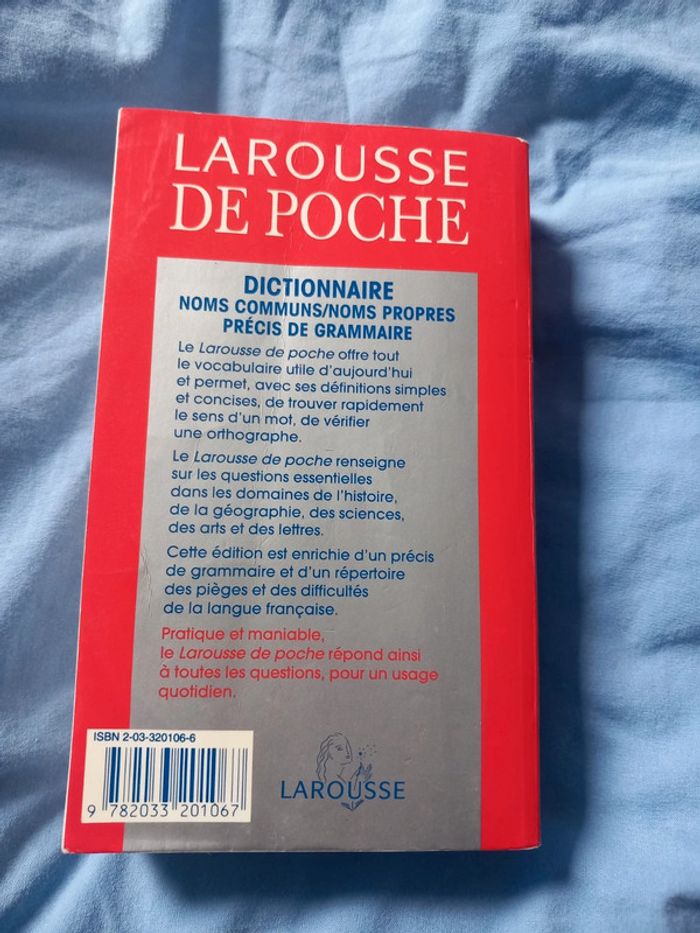 LAROUSSE
DE POCHE
DICTIONNAIRE
NOMS COMMUNS/NOMS PROPRES
PRÉCIS DE GRAMMAIRE
Le Larousse de poche offre tout
le vocabulaire utile d'aujourd'hui
et permet, avec ses définitions simples
et concises, de trouver rapidement
le sens d'un mot, de vérifier
une orthographe.
Le Larousse de poche renseigne
sur les questions essentielles
dans les domaines de l'histoire,
de la géographie, des sciences,
des arts et des lettres.
Cette édition est enrichie d'un précis
de grammaire et d'un répertoire
des pièges et des difficultés
de la langue française.
Pratique et maniable,
le Larousse de poche répond ainsi
à toutes les questions, pour un usage
quotidien.
ISBN 2-03-320106-6
9 782033 201067
LAROUSSE